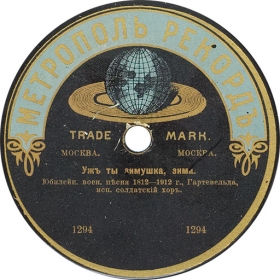 МЕТРОПОЛЬ РЕКОРДЪ
TRADE MARK.
МОСКВА. МОСКВА.
Ужъ ты зимушка, зима.
Юбилейн. воен. пѣсня 1812–1912 г., Гартевельда,
исп. солдатскій хоръ.
1294 1294